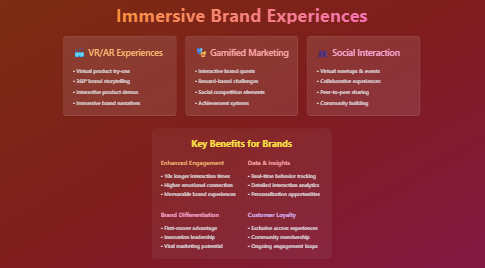 Immersive Brand Experiences
VR/AR Experiences
• Virtual product try-ons
• 360° brand storytelling
• Interactive product demos
• Immersive brand narratives
Gamified Marketing
• Interactive brand quests
• Reward-based challenges
• Social competition elements
• Achievement systems
Social Interaction
• Virtual meetups & events
• Collaborative experiences
• Peer-to-peer sharing
• Community building
Key Benefits for Brands
Enhanced Engagement
• 10x longer interaction times
• Higher emotional connection
• Memorable brand experiences
Data & Insights
• Real-time behavior tracking
• Detailed interaction analytics
• Personalization opportunities
Brand Differentiation
• First-mover advantage
• Innovation leadership
• Viral marketing potential
Customer Loyalty
• Exclusive access experiences
• Community membership
• Ongoing engagement loops